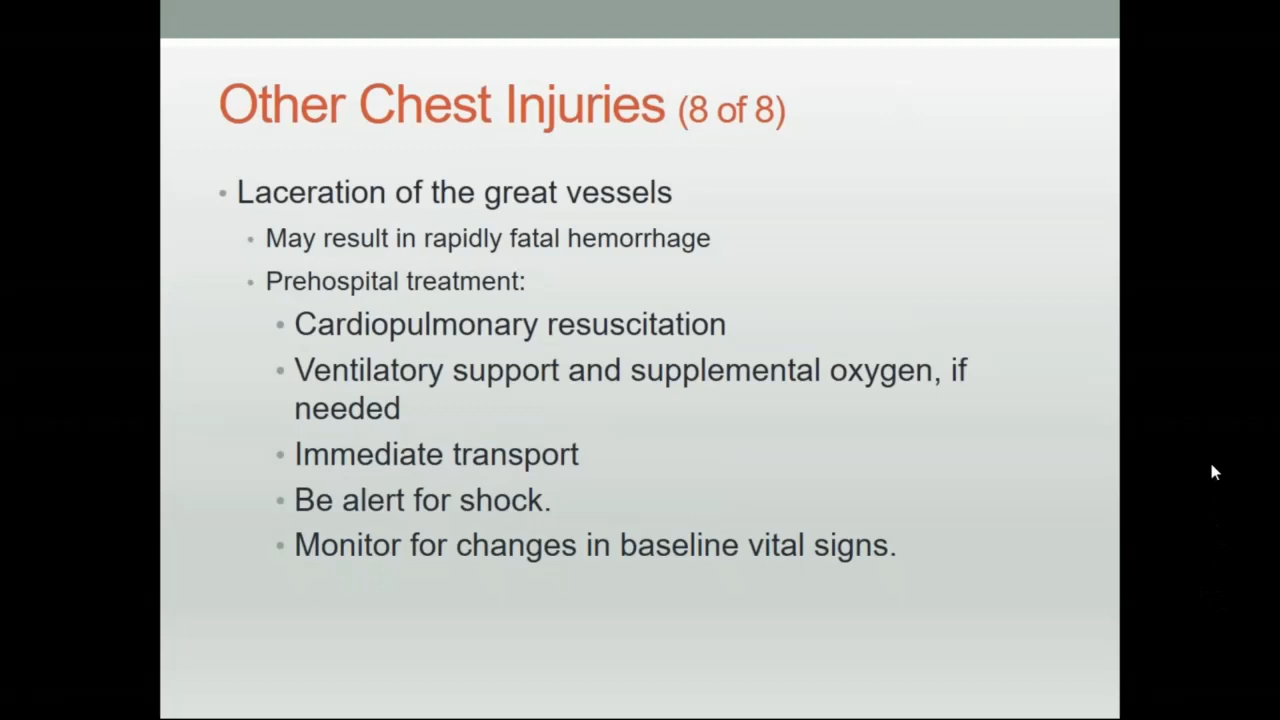 Other Chest Injuries (8 of 8)
• Laceration of the great vessels
• May result in rapidly fatal hemorrhage
• Prehospital treatment:
• Cardiopulmonary resuscitation
• Ventilatory support and supplemental oxygen, if
needed
• Immediate transport
• Be alert for shock.
• Monitor for changes in baseline vital signs.